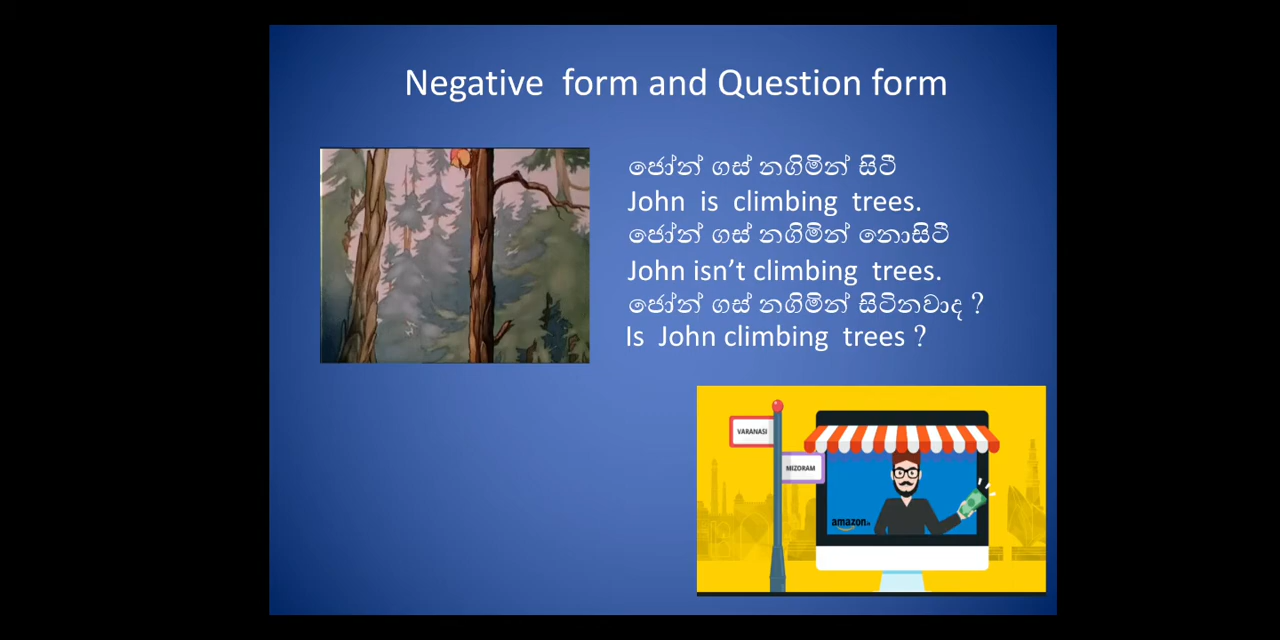 Negative form and Question form
ජෝන් ගස් නගිමින් සිටී
John is climbing trees.
ජෝන් ගස් නගිමින් නොසිටී
John isn’t climbing trees.
ජෝන් ගස් නගිමින් සිටිනවාද ?
Is John climbing trees ?
VARANASI
MIZORAM
amazon.in